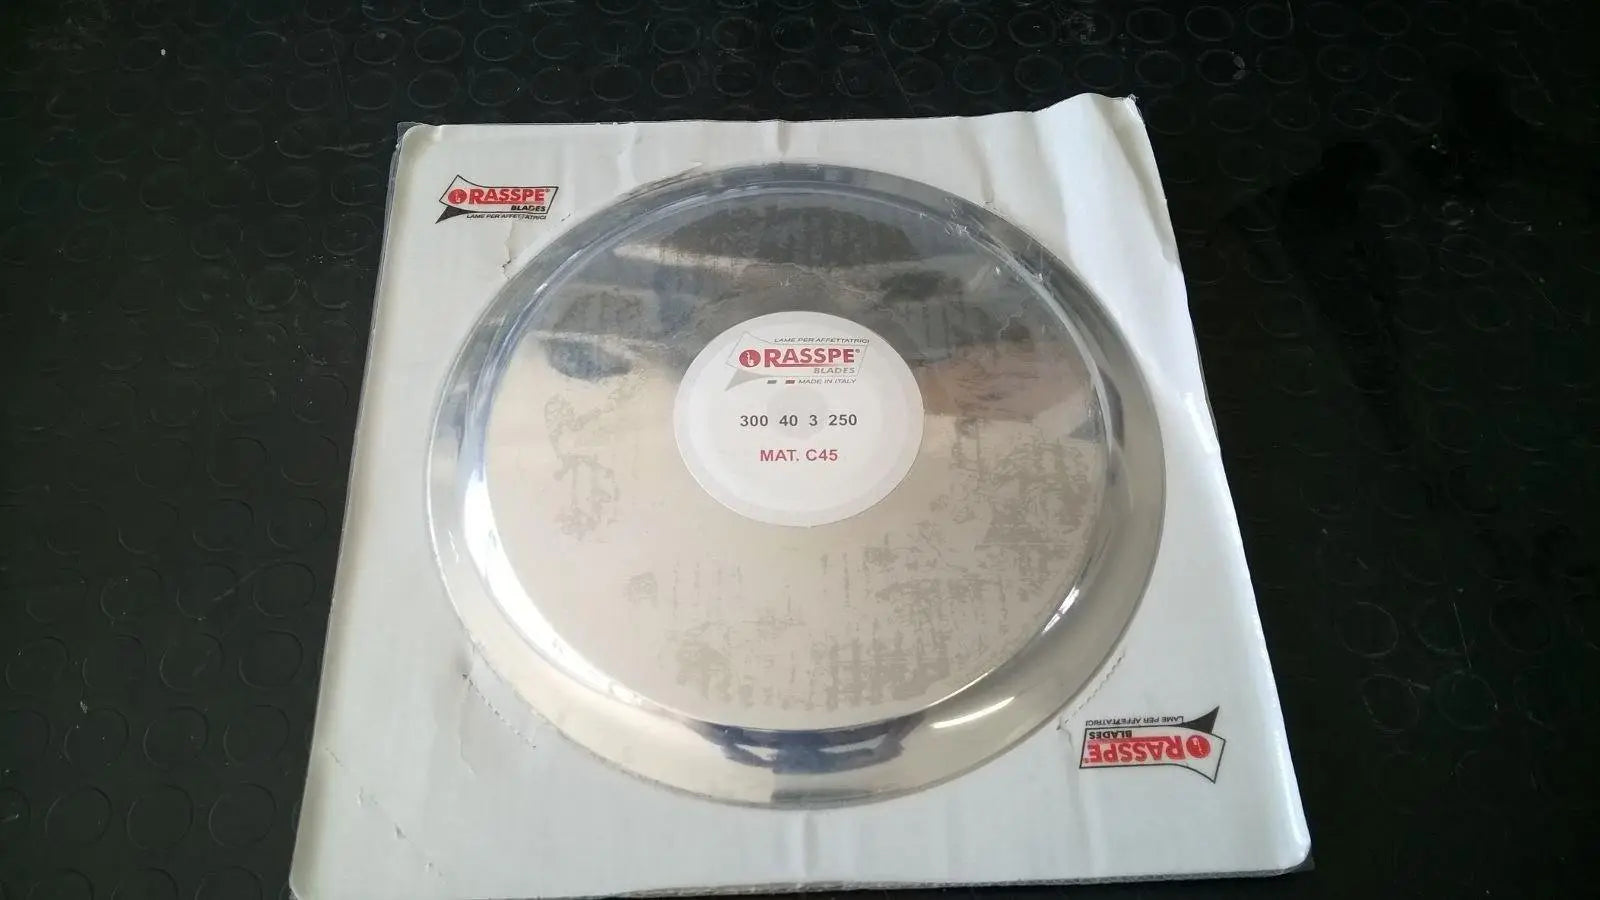 RASSPE®
BLADES
LAME PER AFFETTATRICI
LAME PER AFFETTATRICI
RASSPE®
BLADES
MADE IN ITALY
300 40 3 250
MAT. C45
RASSPE®
BLADES
LAME PER AFFETTATRICI